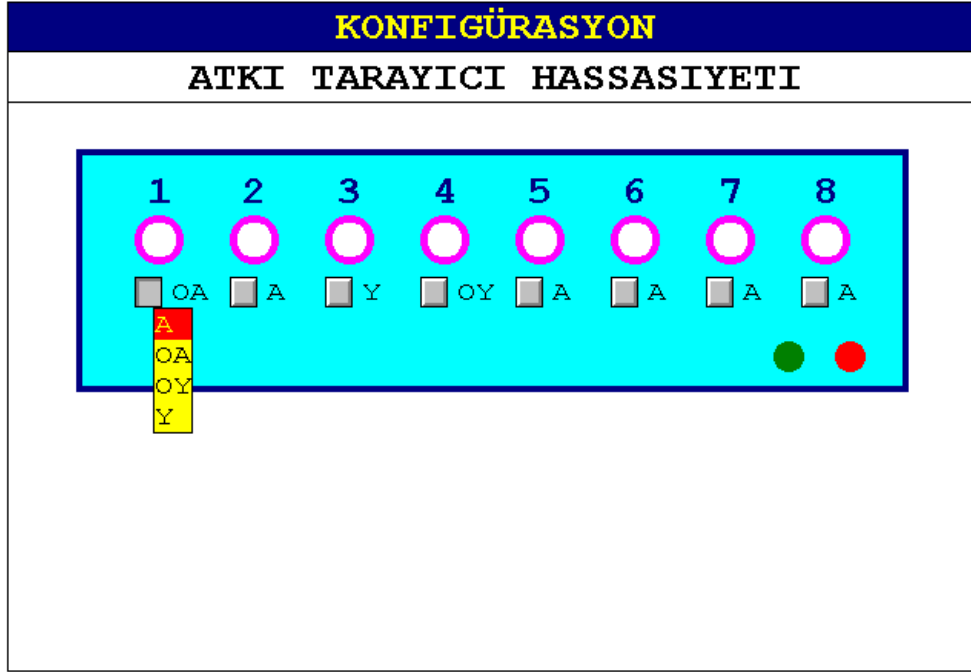 KONFIGÜRASYON
ATKI TARAYICI HASSASIYETI
1 2 3 4 5 6 7 8
OA A Y OY A A A A
A
OA
OY
Y